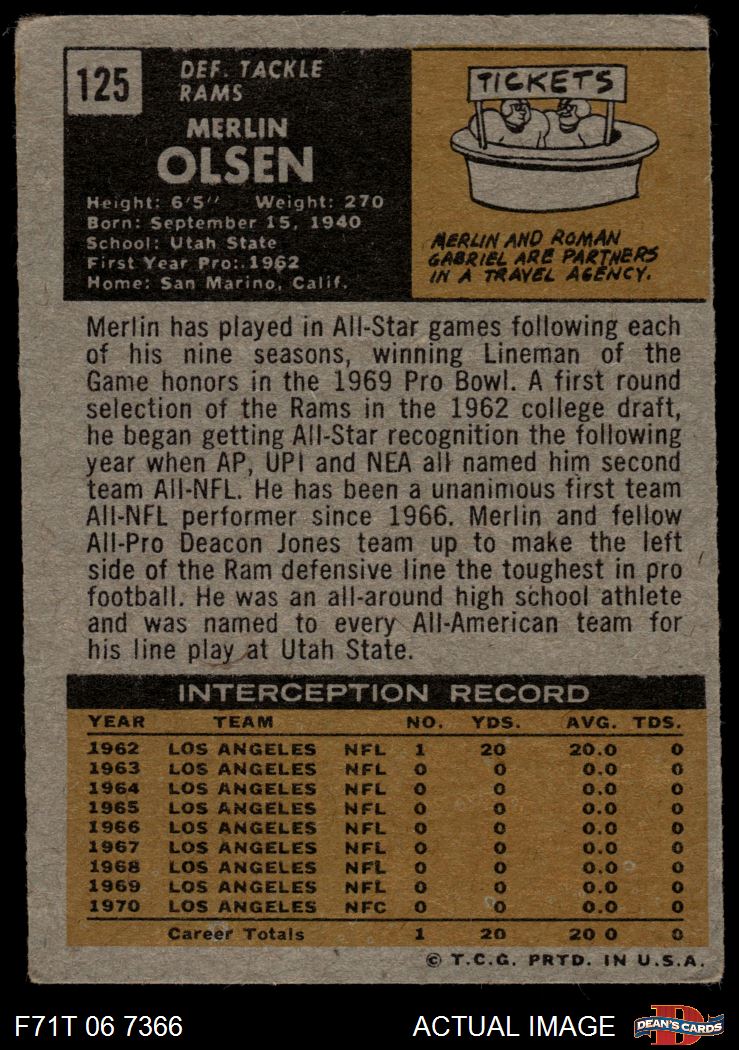 125
DEF. TACKLE
RAMS
MERLIN
OLSEN
Height: 6'5" Weight: 270
Born: September 15, 1940
School: Utah State
First Year Pro: 1962
Home: San Marino, Calif.
TICKETS
MERLIN AND ROMAN
GABRIEL ARE PARTNERS
IN A TRAVEL AGENCY.
Merlin has played in All-Star games following each
of his nine seasons, winning Lineman of the
Game honors in the 1969 Pro Bowl. A first round
selection of the Rams in the 1962 college draft,
he began getting All-Star recognition the following
year when AP, UPI and NEA all named him second
team All-NFL. He has been a unanimous first team
All-NFL performer since 1966. Merlin and fellow
All-Pro Deacon Jones team up to make the left
side of the Ram defensive line the toughest in pro
football. He was an all-around high school athlete
and was named to every All-American team for
his line play at Utah State.
INTERCEPTION RECORD
YEAR TEAM NO. YDS. AVG. TDS.
1962 LOS ANGELES NFL 1 20 20.0 0
1963 LOS ANGELES NFL 0 0 0.0 0
1964 LOS ANGELES NFL 0 0 0.0 0
1965 LOS ANGELES NFL 0 0 0.0 0
1966 LOS ANGELES NFL 0 0 0.0 0
1967 LOS ANGELES NFL 0 0 0.0 0
1968 LOS ANGELES NFL 0 0 0.0 0
1969 LOS ANGELES NFL 0 0 0.0 0
1970 LOS ANGELES NFC 0 0 0.0 0
Career Totals 1 20 20 0 0
© T.C.G. PRTD. IN U.S.A.
F71T 06 7366 ACTUAL IMAGE
D
DEAN'S CARDS